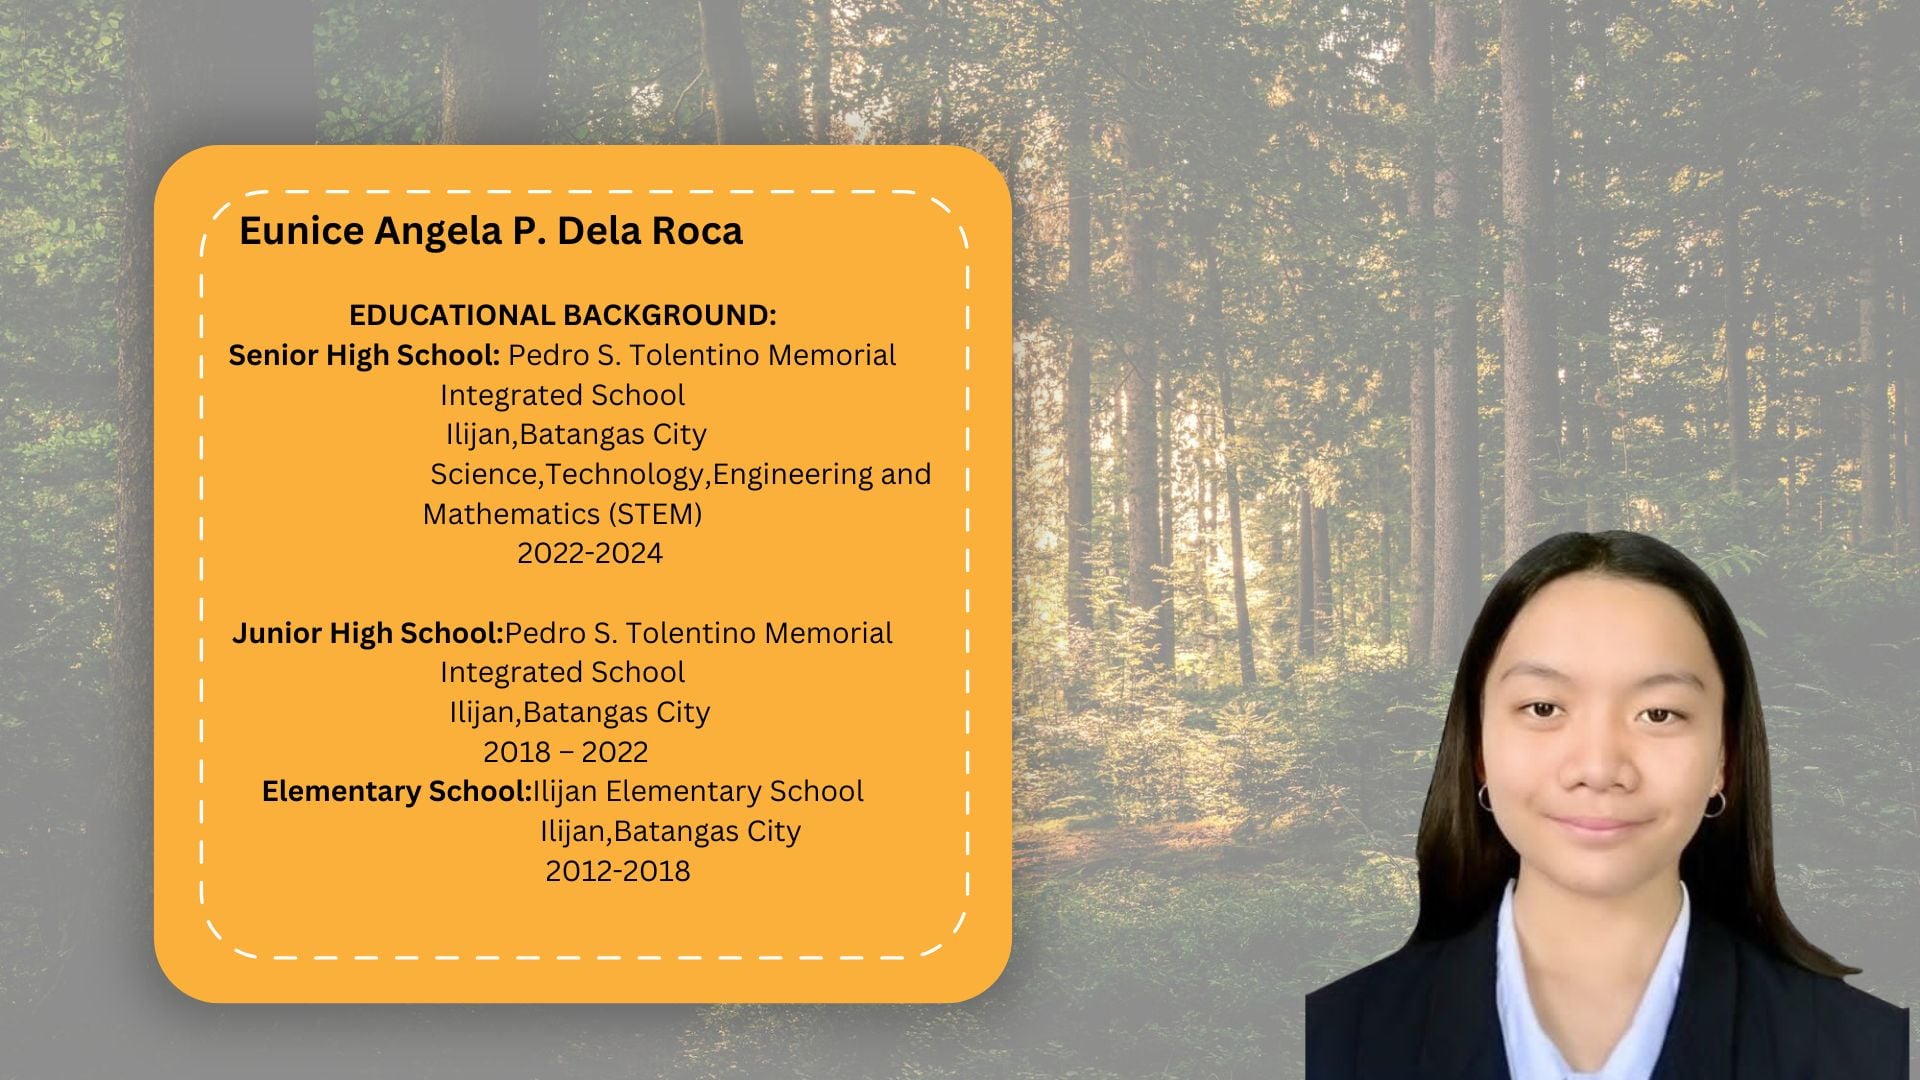 Eunice Angela P. Dela Roca
EDUCATIONAL BACKGROUND:
Senior High School: Pedro S. Tolentino Memorial
Integrated School
Ilijan,Batangas City
Science,Technology,Engineering and
Mathematics (STEM)
2022-2024
Junior High School:Pedro S. Tolentino Memorial
Integrated School
Ilijan,Batangas City
2018 – 2022
Elementary School:Ilijan Elementary School
Ilijan,Batangas City
2012-2018